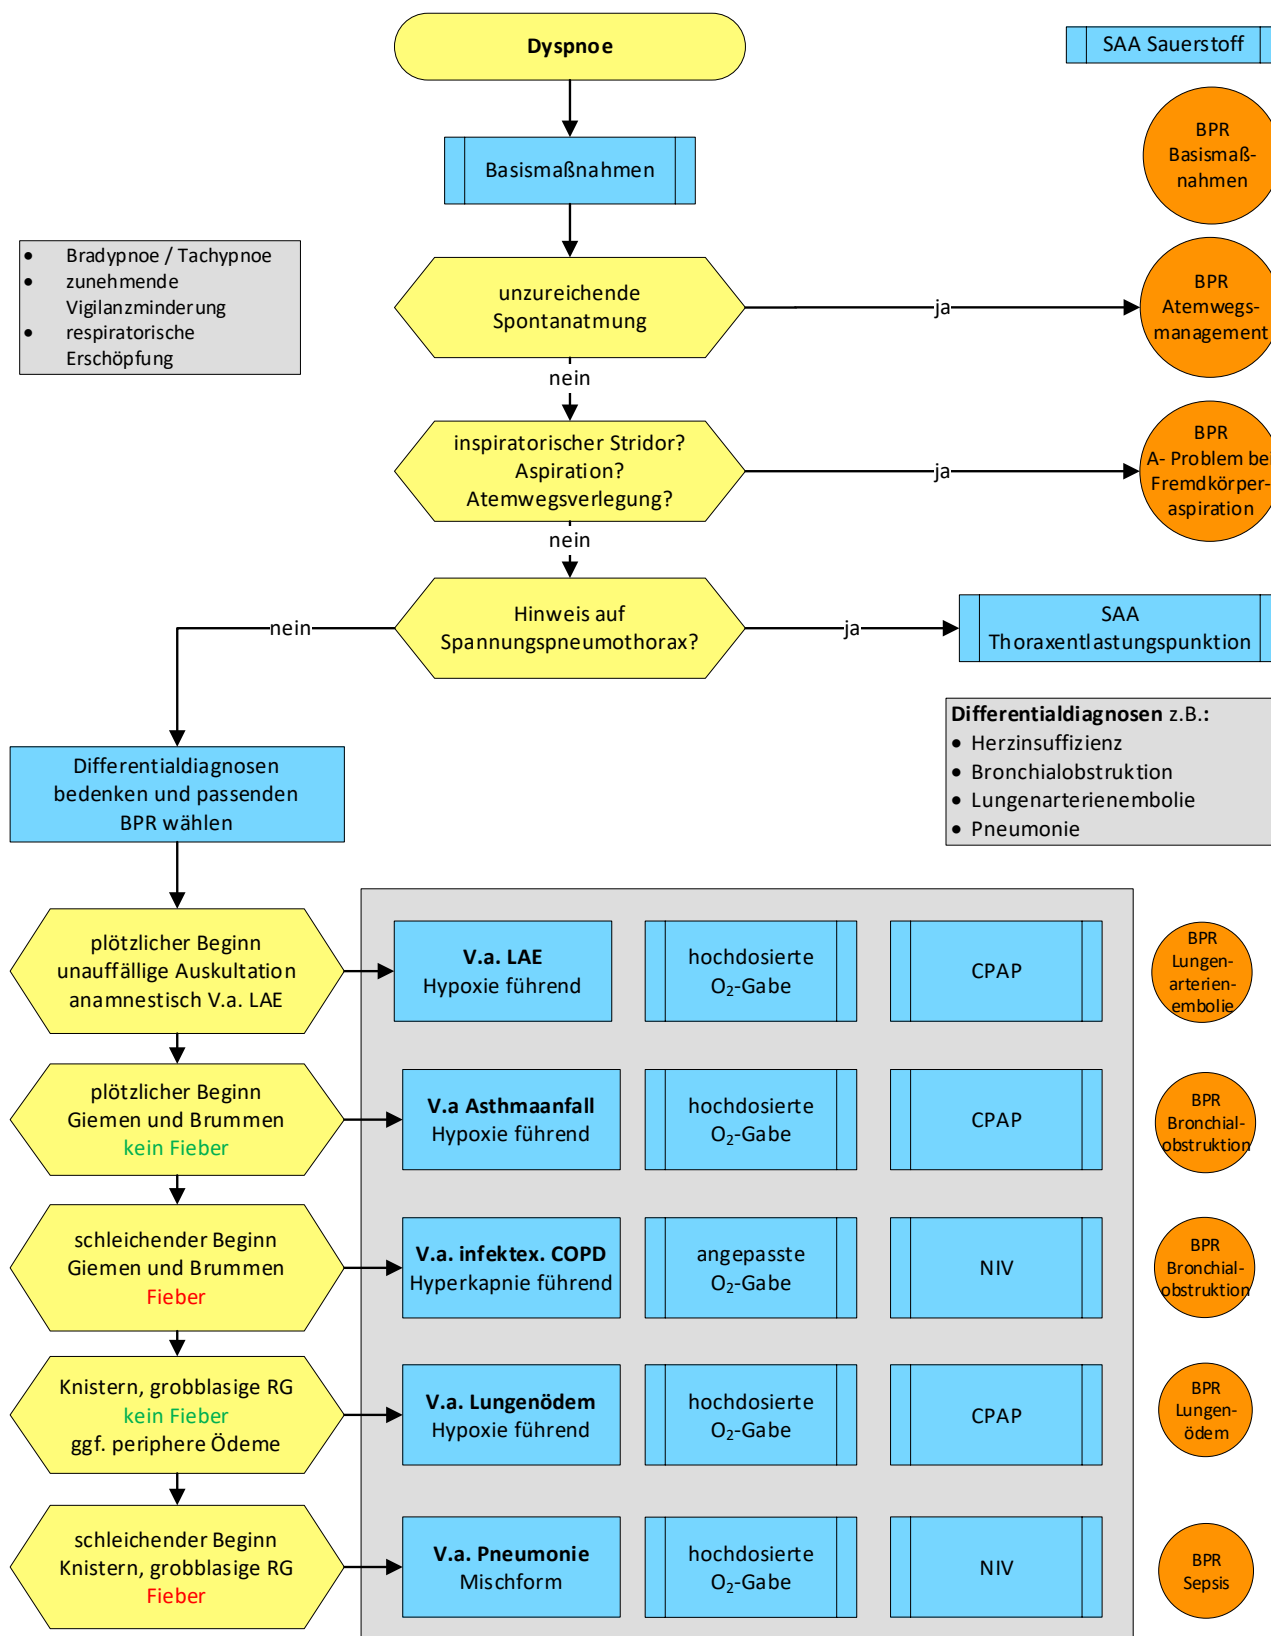 Dyspnoe
SAA Sauerstoff
Basismaßnahmen
BPR
Basismaß-
nahmen
• Bradypnoe / Tachypnoe
• zunehmende
Vigilanzminderung
• respiratorische
Erschöpfung
unzureichende
Spontanatmung
ja
BPR
Atemwegs-
management
nein
inspiratorischer Stridor?
Aspiration?
Atemwegsverlegung?
ja
BPR
A- Problem be
Fremdkörper-
aspiration
nein
Hinweis auf
Spannungspneumothorax?
nein
ja
SAA
Thoraxentlastungspunktion
Differentialdiagnosen z.B.:
• Herzinsuffizienz
• Bronchialobstruktion
• Lungenarterienembolie
• Pneumonie
Differentialdiagnosen
bedenken und passenden
BPR wählen
plötzlicher Beginn
unauffällige Auskultation
anamnestisch V.a. LAE
V.a. LAE
Hypoxie führend
hochdosierte
O₂-Gabe
CPAP
BPR
Lungen-
arterien-
embolie
plötzlicher Beginn
Giemen und Brummen
kein Fieber
V.a Asthmaanfall
Hypoxie führend
hochdosierte
O₂-Gabe
CPAP
BPR
Bronchial-
obstruktion
schleichender Beginn
Giemen und Brummen
Fieber
V.a. infektex. COPD
Hyperkapnie führend
angepasste
O₂-Gabe
NIV
BPR
Bronchial-
obstruktion
Knistern, grobblasige RG
kein Fieber
ggf. periphere Ödeme
V.a. Lungenödem
Hypoxie führend
hochdosierte
O₂-Gabe
CPAP
BPR
Lungen-
ödem
schleichender Beginn
Knistern, grobblasige RG
Fieber
V.a. Pneumonie
Mischform
hochdosierte
O₂-Gabe
NIV
BPR
Sepsis